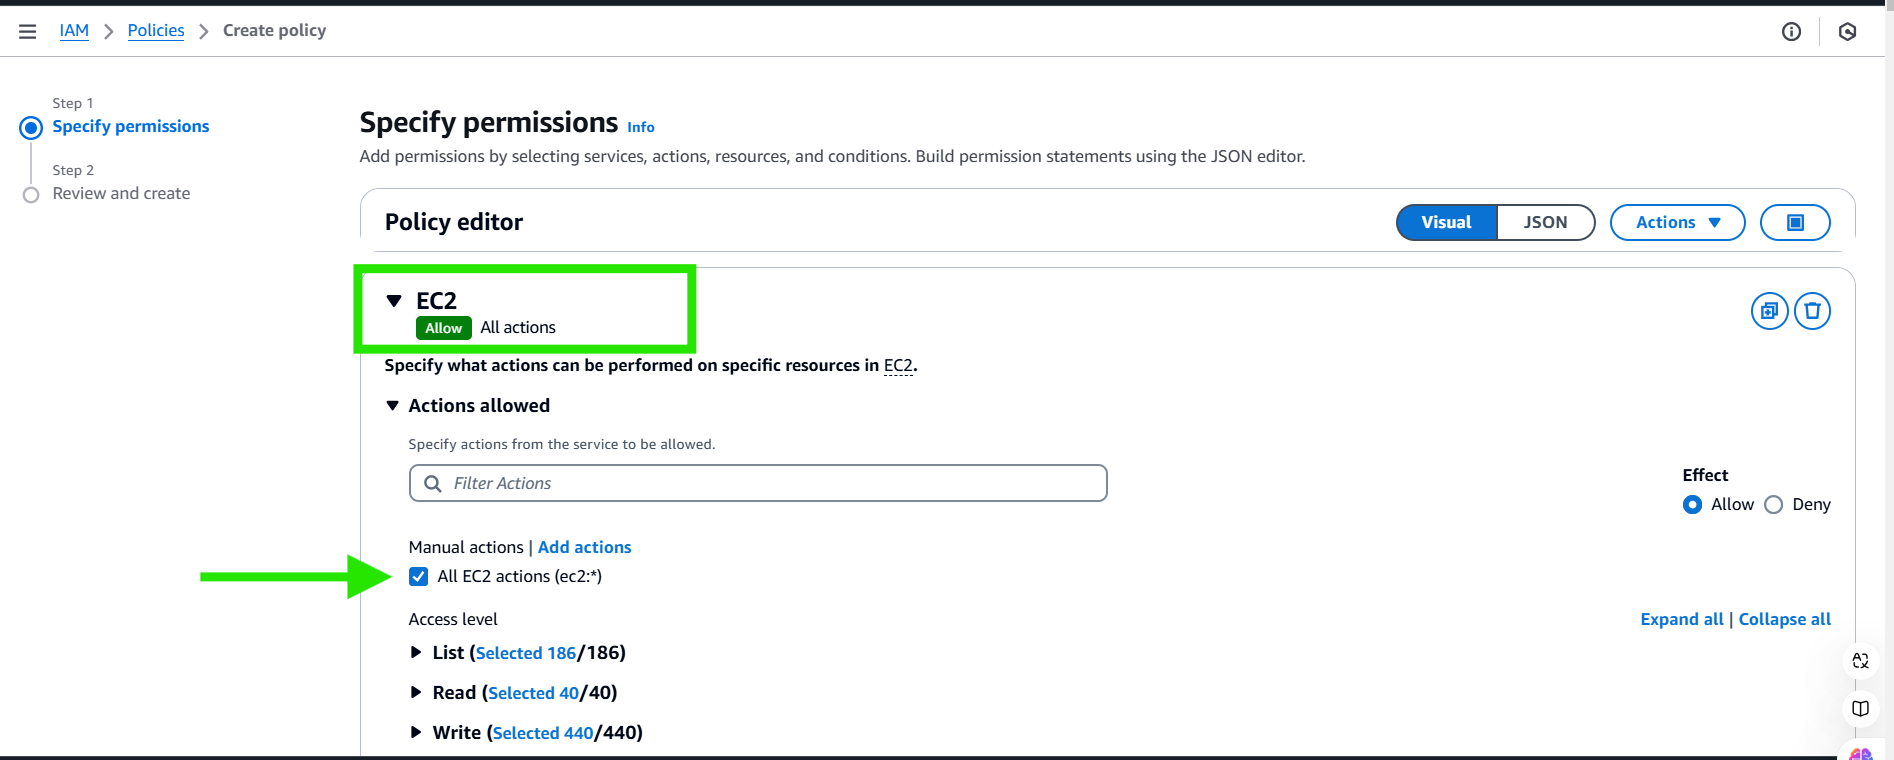 IAM > Policies > Create policy
Step 1
Specify permissions
Step 2
Review and create
Specify permissions Info
Add permissions by selecting services, actions, resources, and conditions. Build permission statements using the JSON editor.
Policy editor
Visual JSON Actions
EC2
Allow All actions
Specify what actions can be performed on specific resources in EC2.
Actions allowed
Specify actions from the service to be allowed.
Filter Actions
Effect
Allow Deny
Manual actions | Add actions
All EC2 actions (ec2:*)
Access level
Expand all | Collapse all
List (Selected 186/186)
Read (Selected 40/40)
Write (Selected 440/440)